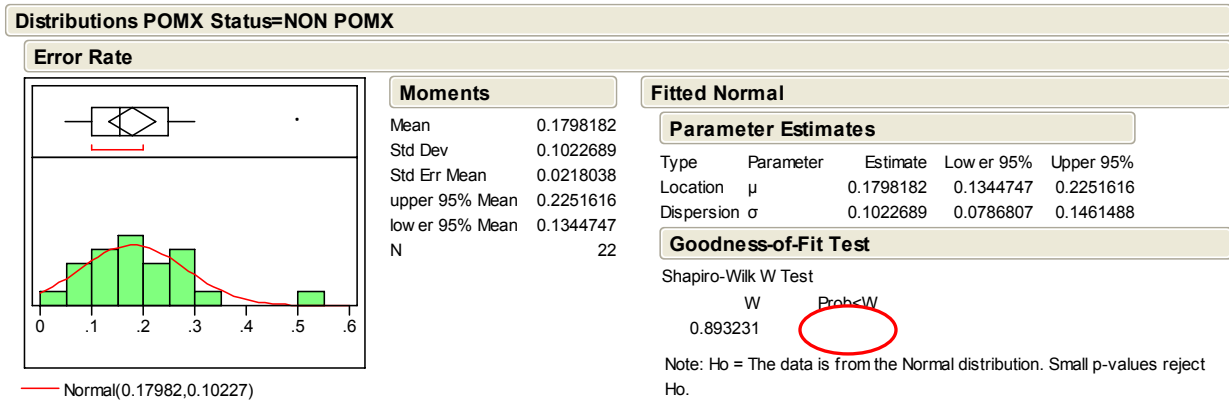 Distributions POMX Status=NON POMX
Error Rate
0 .1 .2 .3 .4 .5 .6
Normal(0.17982,0.10227)
Moments
Mean 0.1798182
Std Dev 0.1022689
Std Err Mean 0.0218038
upper 95% Mean 0.2251616
lower 95% Mean 0.1344747
N 22
Fitted Normal
Parameter Estimates
Type Parameter Estimate Lower 95% Upper 95%
Location μ 0.1798182 0.1344747 0.2251616
Dispersion σ 0.1022689 0.0786807 0.1461488
Goodness-of-Fit Test
Shapiro-Wilk W Test
W Prob<W
0.893231
Note: Ho = The data is from the Normal distribution. Small p-values reject
Ho.